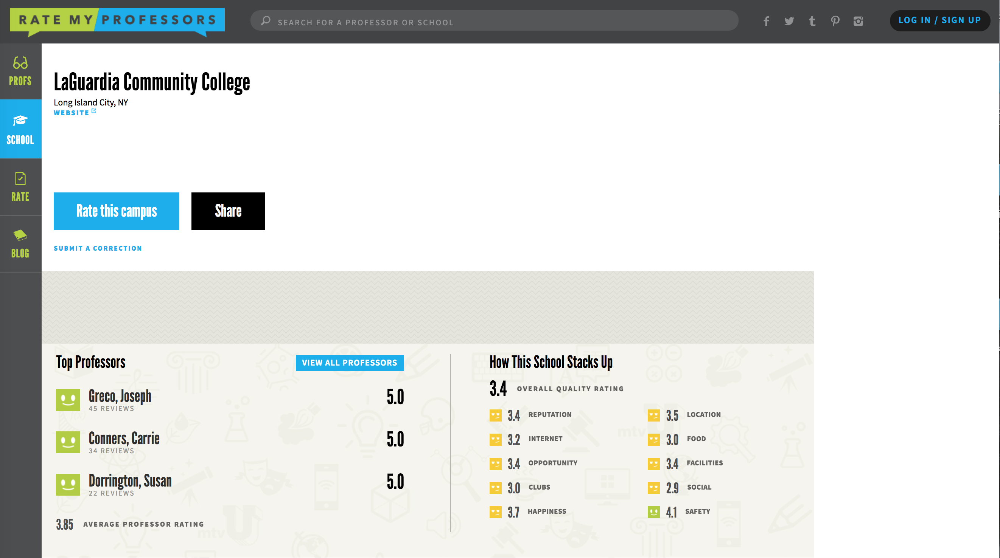 RATE MY PROFESSORS
SEARCH FOR A PROFESSOR OR SCHOOL
LOG IN / SIGN UP
PROFS
SCHOOL
RATE
BLOG
LaGuardia Community College
Long Island City, NY
WEBSITE
Rate this campus
Share
SUBMIT A CORRECTION
Top Professors
VIEW ALL PROFESSORS
Greco, Joseph
5.0
45 REVIEWS
Conners, Carrie
5.0
34 REVIEWS
Dorrington, Susan
5.0
22 REVIEWS
3.85 AVERAGE PROFESSOR RATING
How This School Stacks Up
3.4 OVERALL QUALITY RATING
3.4 REPUTATION
3.5 LOCATION
3.2 INTERNET
3.0 FOOD
3.4 OPPORTUNITY
3.4 FACILITIES
3.0 CLUBS
2.9 SOCIAL
3.7 HAPPINESS
4.1 SAFETY
mtvU
mtvU